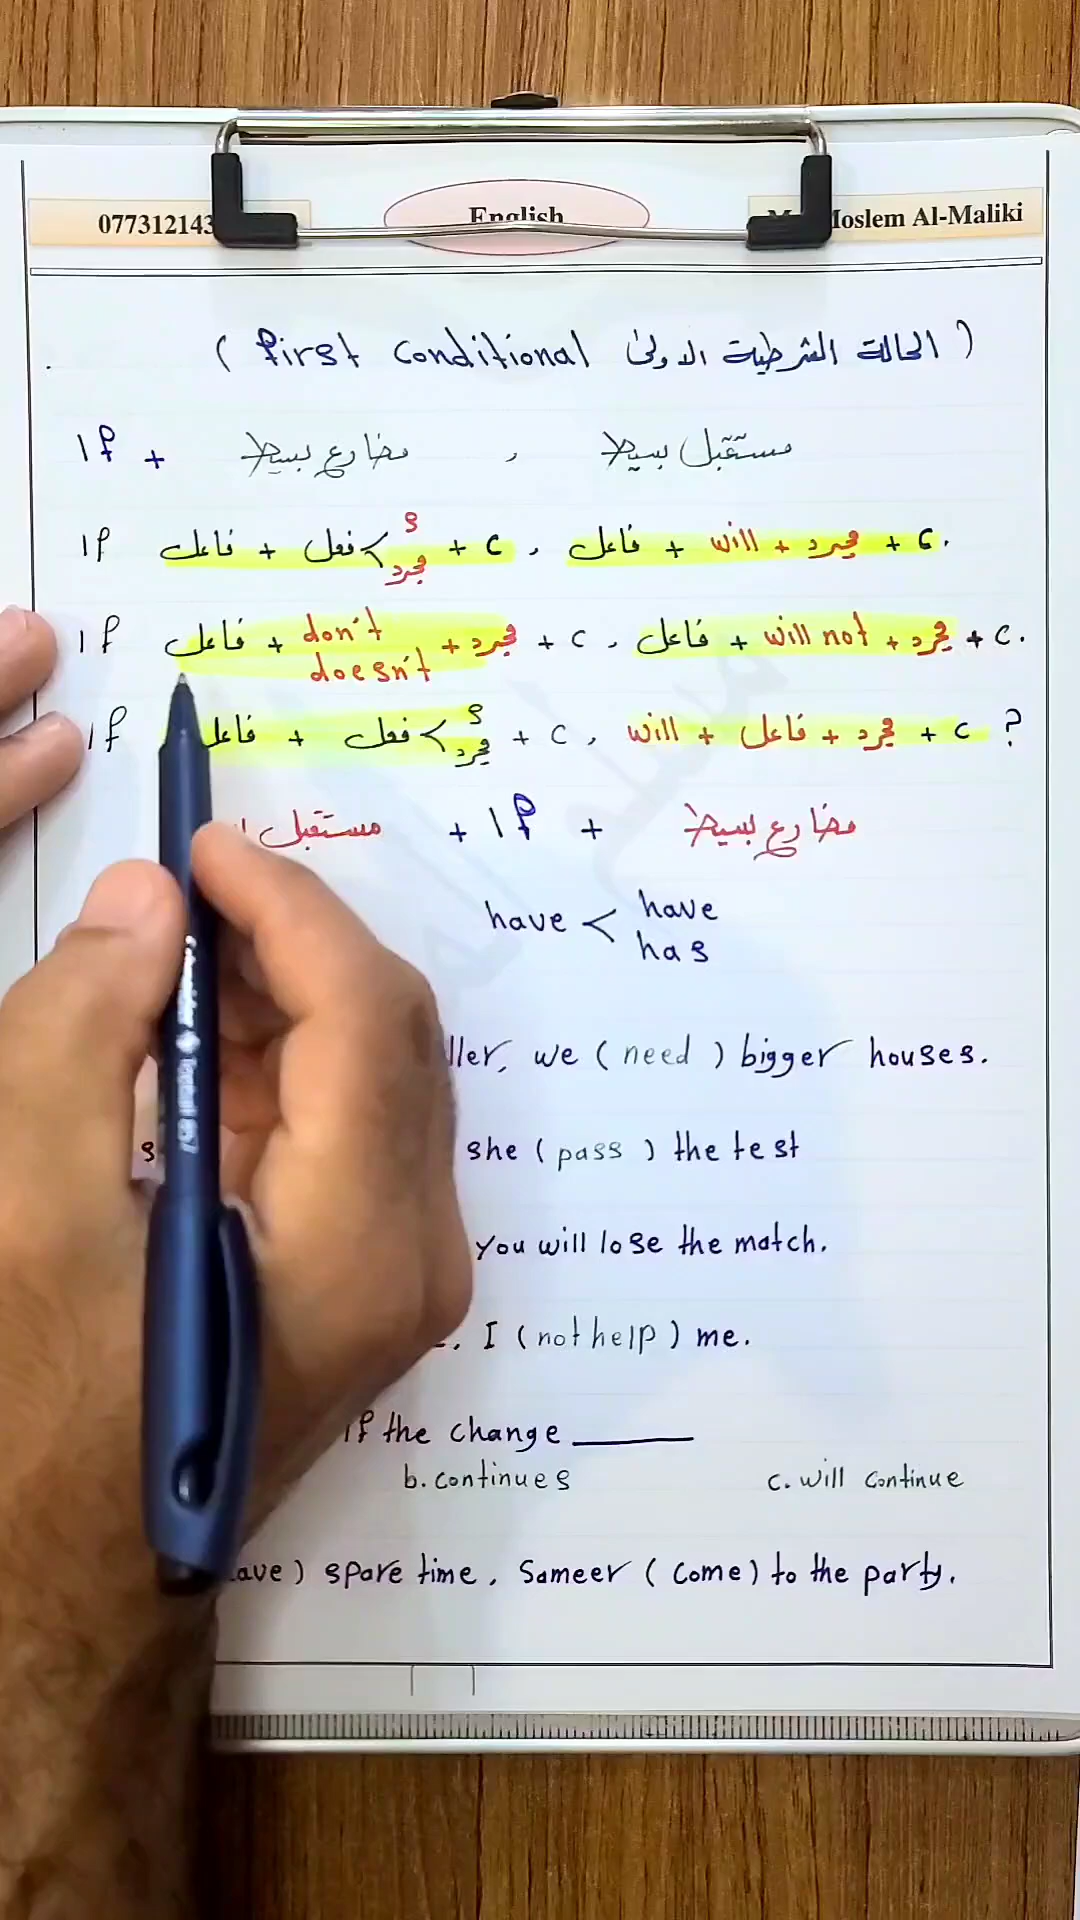 077312143 English Moslem Al-Maliki
( first conditional الحالة الشرطية الاولى )
If + مضارع بسيط , مستقبل بسيط
If فاعل + فعل < s مجرد + c , فاعل + will + مجرد + c.
If فاعل + don't doesn't + مجرد + c , فاعل + will not + مجرد + c.
If فاعل + فعل < s مجرد + c , will + فاعل + مجرد + c ?
مستقبل + If + مضارع بسيط
have < have
has
ller, we ( need ) bigger houses.
she ( pass ) the test
you will lose the match.
I ( not help ) me.
if the change ______
b. continues c. will continue
ave ) spare time , Sameer ( come ) to the party.